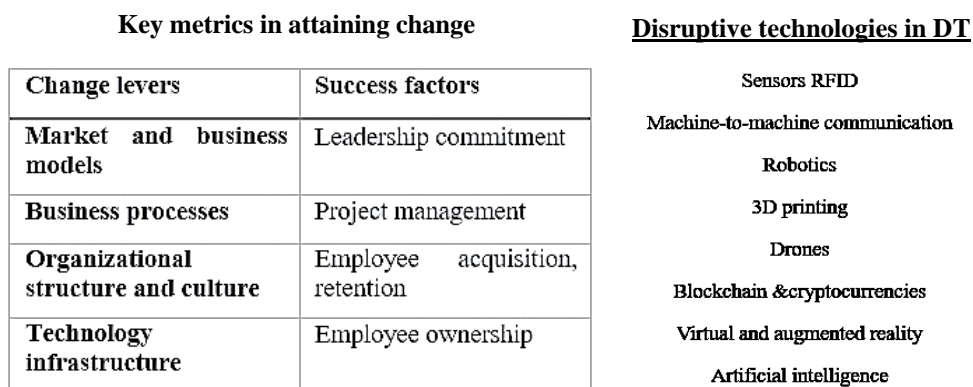 Key metrics in attaining change
Change levers Success factors
Market and business Leadership commitment
models
Business processes Project management
Organizational Employee acquisition,
structure and culture retention
Technology Employee ownership
infrastructure
Disruptive technologies in DT
Sensors RFID
Machine-to-machine communication
Robotics
3D printing
Drones
Blockchain &cryptocurrencies
Virtual and augmented reality
Artificial intelligence